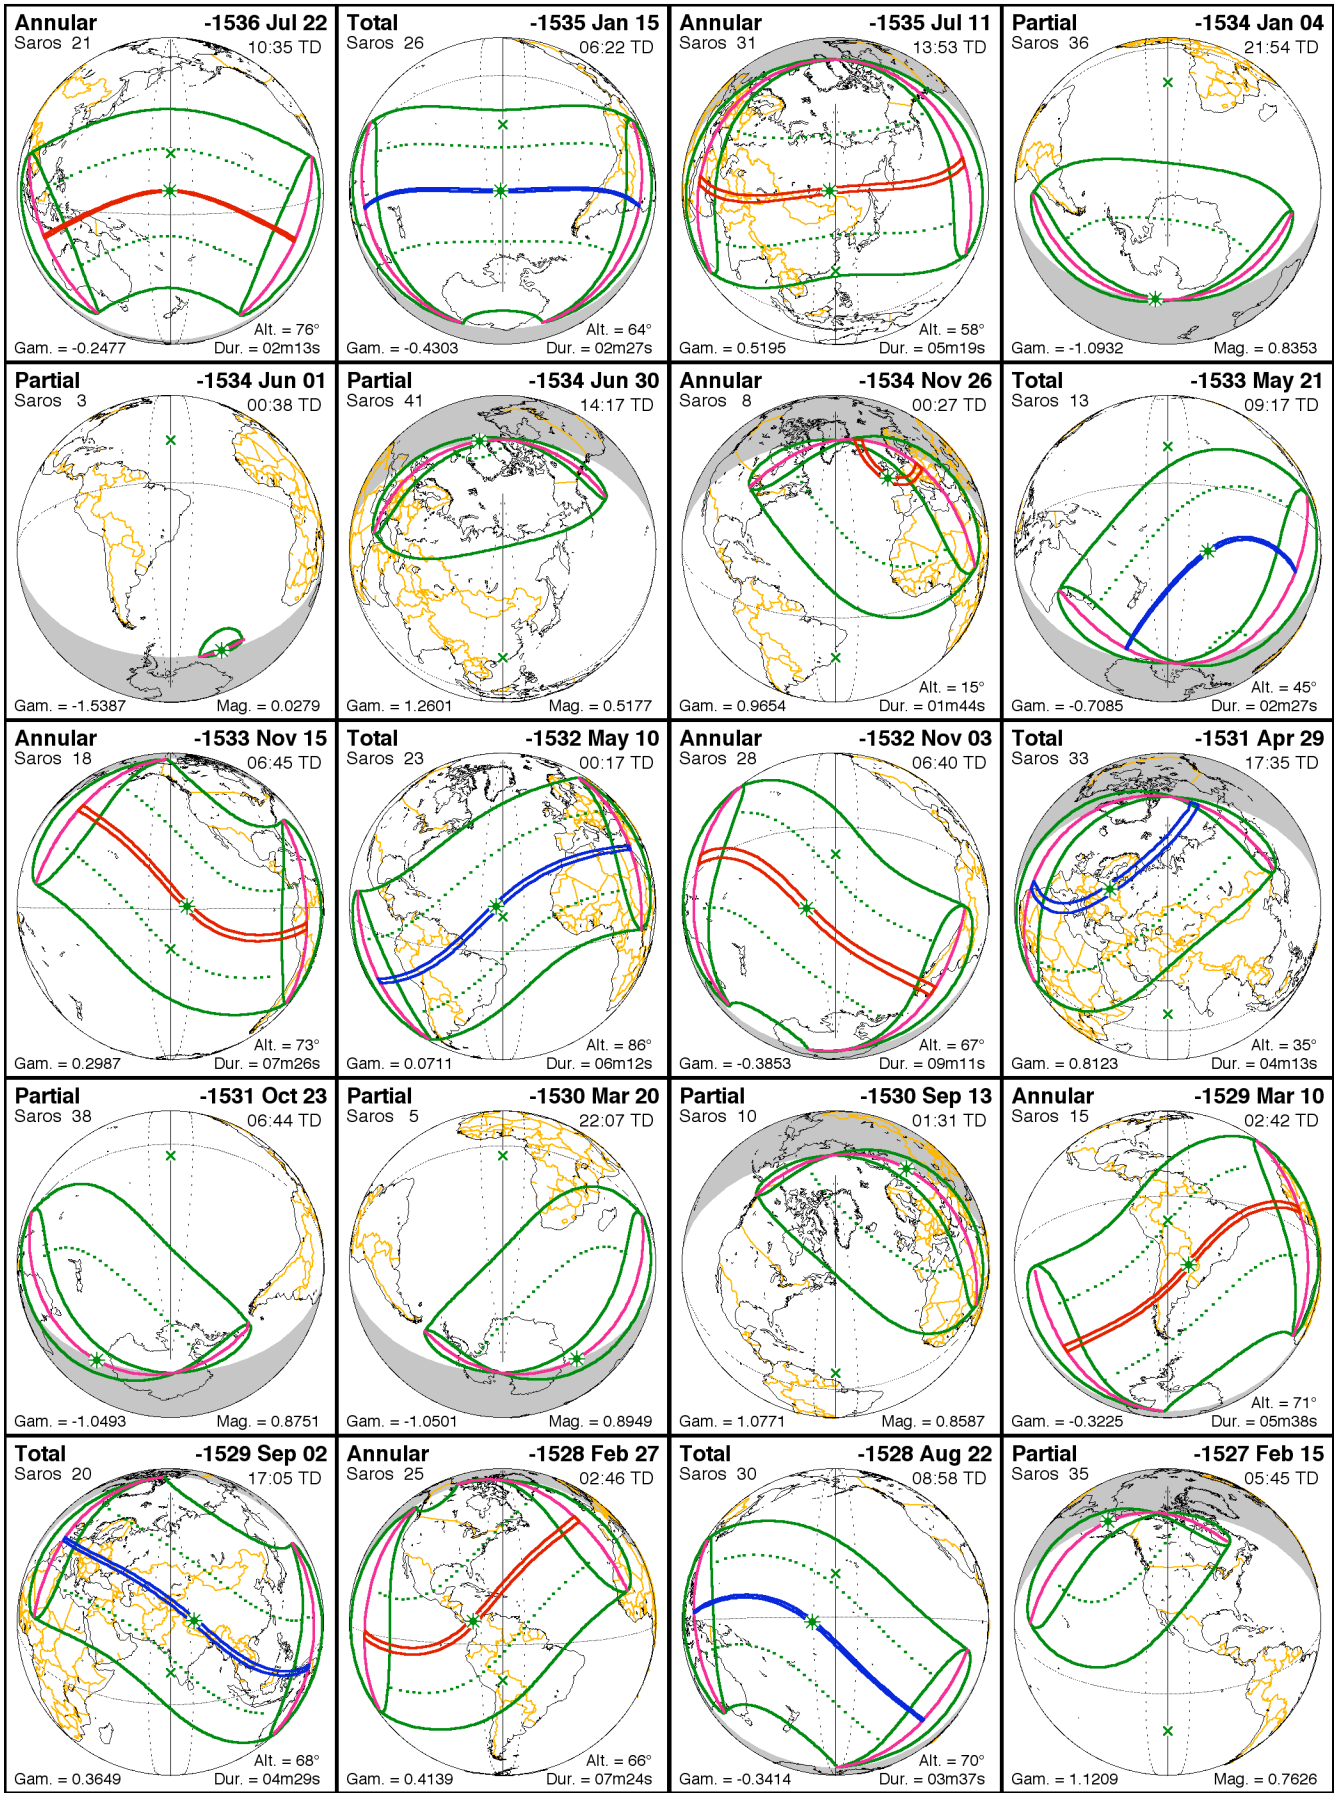 Annular -1536 Jul 22
Saros 21 10:35 TD
Alt. = 76°
Gam. = -0.2477 Dur. = 02m13s
Total -1535 Jan 15
Saros 26 06:22 TD
Alt. = 64°
Gam. = -0.4303 Dur. = 02m27s
Annular -1535 Jul 11
Saros 31 13:53 TD
Alt. = 58°
Gam. = 0.5195 Dur. = 05m19s
Partial -1534 Jan 04
Saros 36 21:54 TD
Gam. = -1.0932 Mag. = 0.8353
Partial -1534 Jun 01
Saros 3 00:38 TD
Gam. = -1.5387 Mag. = 0.0279
Partial -1534 Jun 30
Saros 41 14:17 TD
Gam. = 1.2601 Mag. = 0.5177
Annular -1534 Nov 26
Saros 8 00:27 TD
Alt. = 15°
Gam. = 0.9654 Dur. = 01m44s
Total -1533 May 21
Saros 13 09:17 TD
Alt. = 45°
Gam. = -0.7085 Dur. = 02m27s
Annular -1533 Nov 15
Saros 18 06:45 TD
Alt. = 73°
Gam. = 0.2987 Dur. = 07m26s
Total -1532 May 10
Saros 23 00:17 TD
Alt. = 86°
Gam. = 0.0711 Dur. = 06m12s
Annular -1532 Nov 03
Saros 28 06:40 TD
Alt. = 67°
Gam. = -0.3853 Dur. = 09m11s
Total -1531 Apr 29
Saros 33 17:35 TD
Alt. = 35°
Gam. = 0.8123 Dur. = 04m13s
Partial -1531 Oct 23
Saros 38 06:44 TD
Gam. = -1.0493 Mag. = 0.8751
Partial -1530 Mar 20
Saros 5 22:07 TD
Gam. = -1.0501 Mag. = 0.8949
Partial -1530 Sep 13
Saros 10 01:31 TD
Gam. = 1.0771 Mag. = 0.8587
Annular -1529 Mar 10
Saros 15 02:42 TD
Alt. = 71°
Gam. = -0.3225 Dur. = 05m38s
Total -1529 Sep 02
Saros 20 17:05 TD
Alt. = 68°
Gam. = 0.3649 Dur. = 04m29s
Annular -1528 Feb 27
Saros 25 02:46 TD
Alt. = 66°
Gam. = 0.4139 Dur. = 07m24s
Total -1528 Aug 22
Saros 30 08:58 TD
Alt. = 70°
Gam. = -0.3414 Dur. = 03m37s
Partial -1527 Feb 15
Saros 35 05:45 TD
Gam. = 1.1209 Mag. = 0.7626